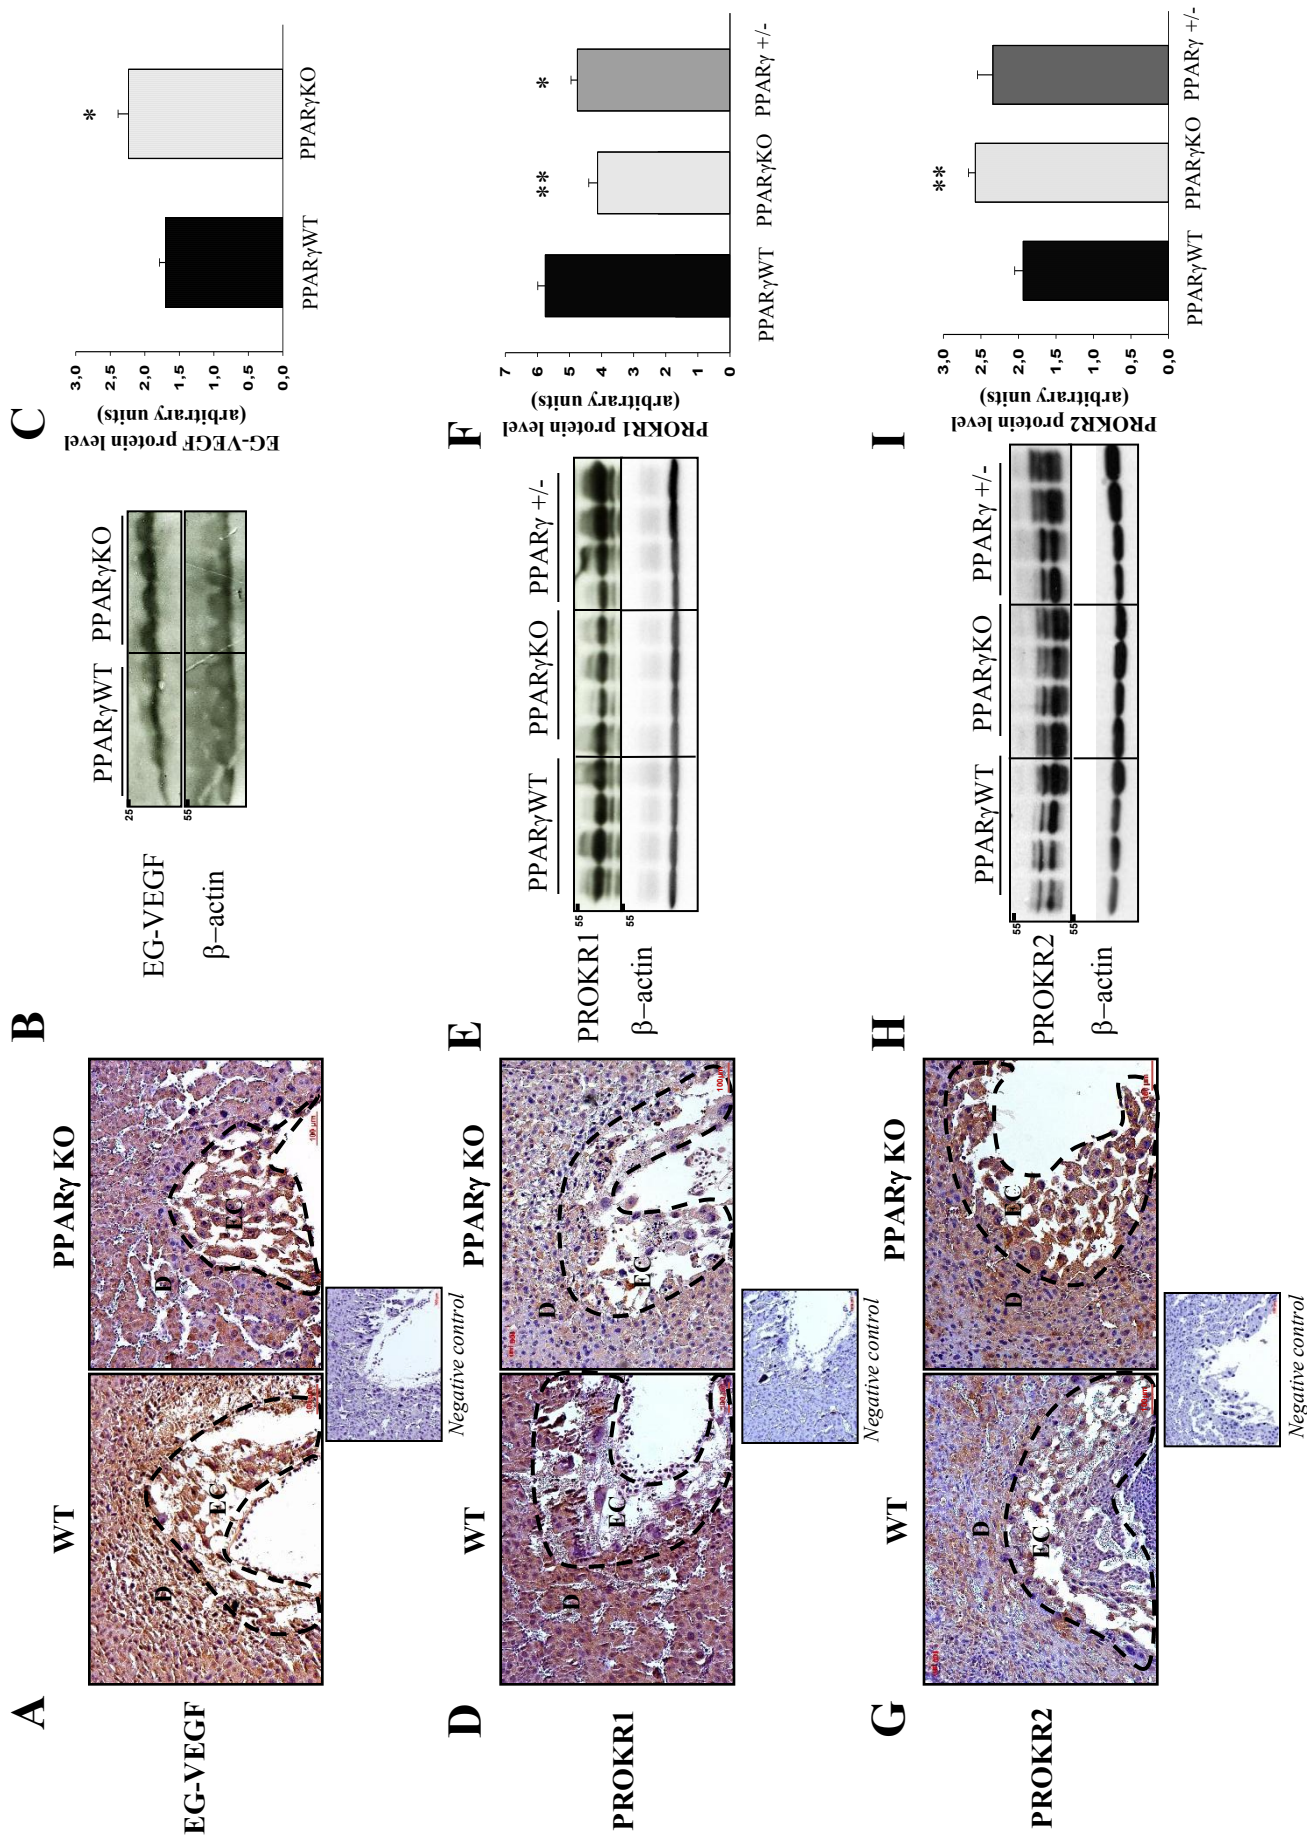 A
WT
PPARγ KO
EG-VEGF
D
EC
D
EC
100 µm
Negative control
B
PPARγWT
PPARγKO
EG-VEGF
25
β–actin
55
C
EG-VEGF protein level
(arbitrary units)
3,0
2,5
2,0
1,5
1,0
0,5
0,0
*
PPARγWT
PPARγKO
D
WT
PPARγ KO
PROKR1
D
EC
D
EC
100 µm
Negative control
E
PPARγWT
PPARγKO
PPARγ +/-
PROKR1
55
β–actin
55
F
PROKR1 protein level
(arbitrary units)
7
6
5
4
3
2
1
0
**
*
PPARγWT
PPARγKO
PPARγ +/-
G
WT
PPARγ KO
PROKR2
D
EC
D
Negative control
H
PPARγWT
PPARγKO
PPARγ +/-
PROKR2
55
β–actin
55
I
PROKR2 protein level
(arbitrary units)
3,0
2,5
2,0
1,5
1,0
0,5
0,0
**
PPARγWT
PPARγKO
PPARγ +/-